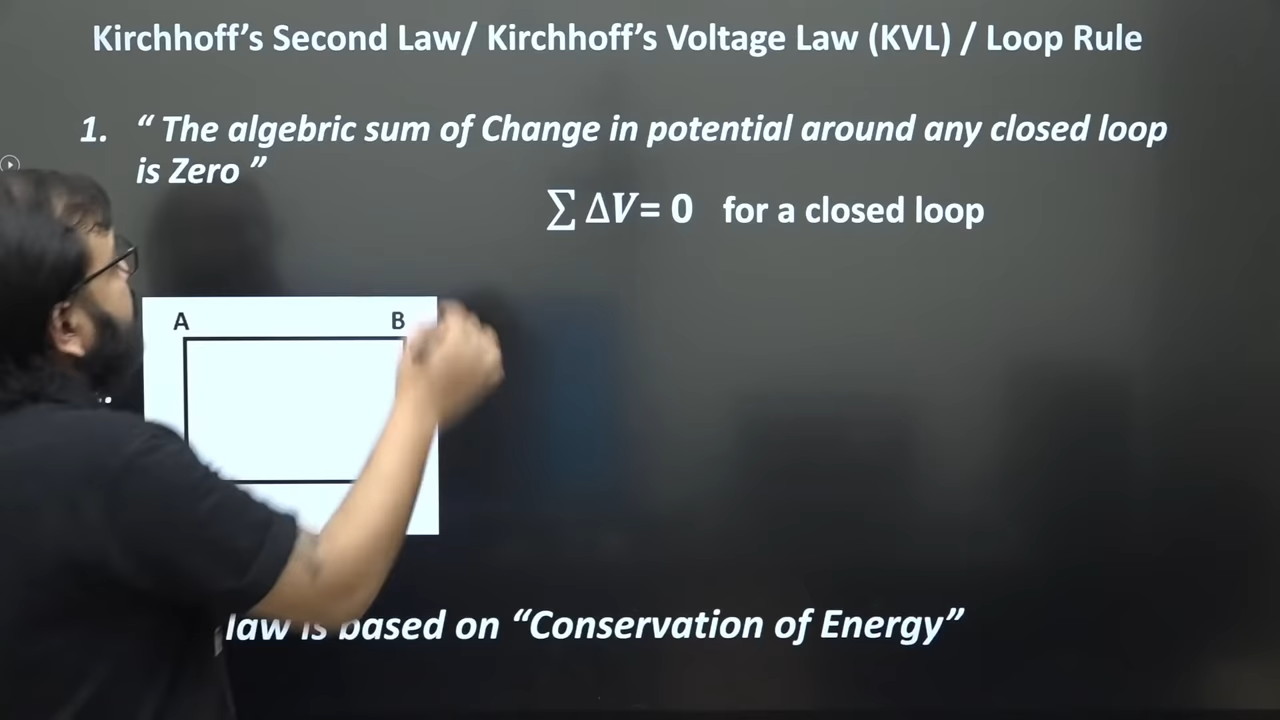 Kirchhoff’s Second Law/ Kirchhoff’s Voltage Law (KVL) / Loop Rule
1. “ The algebric sum of Change in potential around any closed loop
is Zero ”
∑ ΔV= 0 for a closed loop
A B
law is based on “Conservation of Energy”